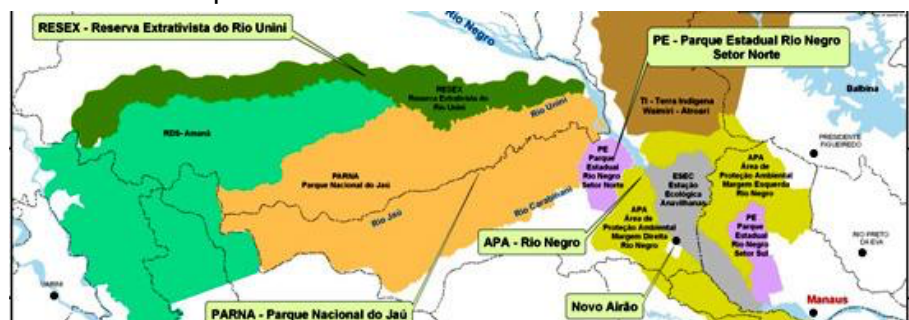 RESEX - Reserva Extrativista do Rio Unini
Rio Negro
PE - Parque Estadual Rio Negro
Setor Norte
RESEX
Reserva Extrativista do
Rio Unini
Rio Unini
TI - Terra Indígena
Waimiri - Atroari
Balbina
RDS- Amanã
PRESIDENTE
FIGUEIREDO
PE
Parque
Estadual
Rio Negro
Setor Norte
PARNA
Parque Nacional do Jaú
ESEC
Estação
Ecológica
Anavilhanas
APA
Área de
Proteção Ambiental
Margem Esquerda
Rio Negro
Rio Jaú
Rio Carabinani
APA
Área de
Proteção Ambiental
Margem Direita
Rio Negro
PE
Parque
Estadual
Rio Negro
Setor Sul
RIO PRETO
DA EVA
APA - Rio Negro
UARINI
Novo Airão
Manaus
PARNA - Parque Nacional do Jaú